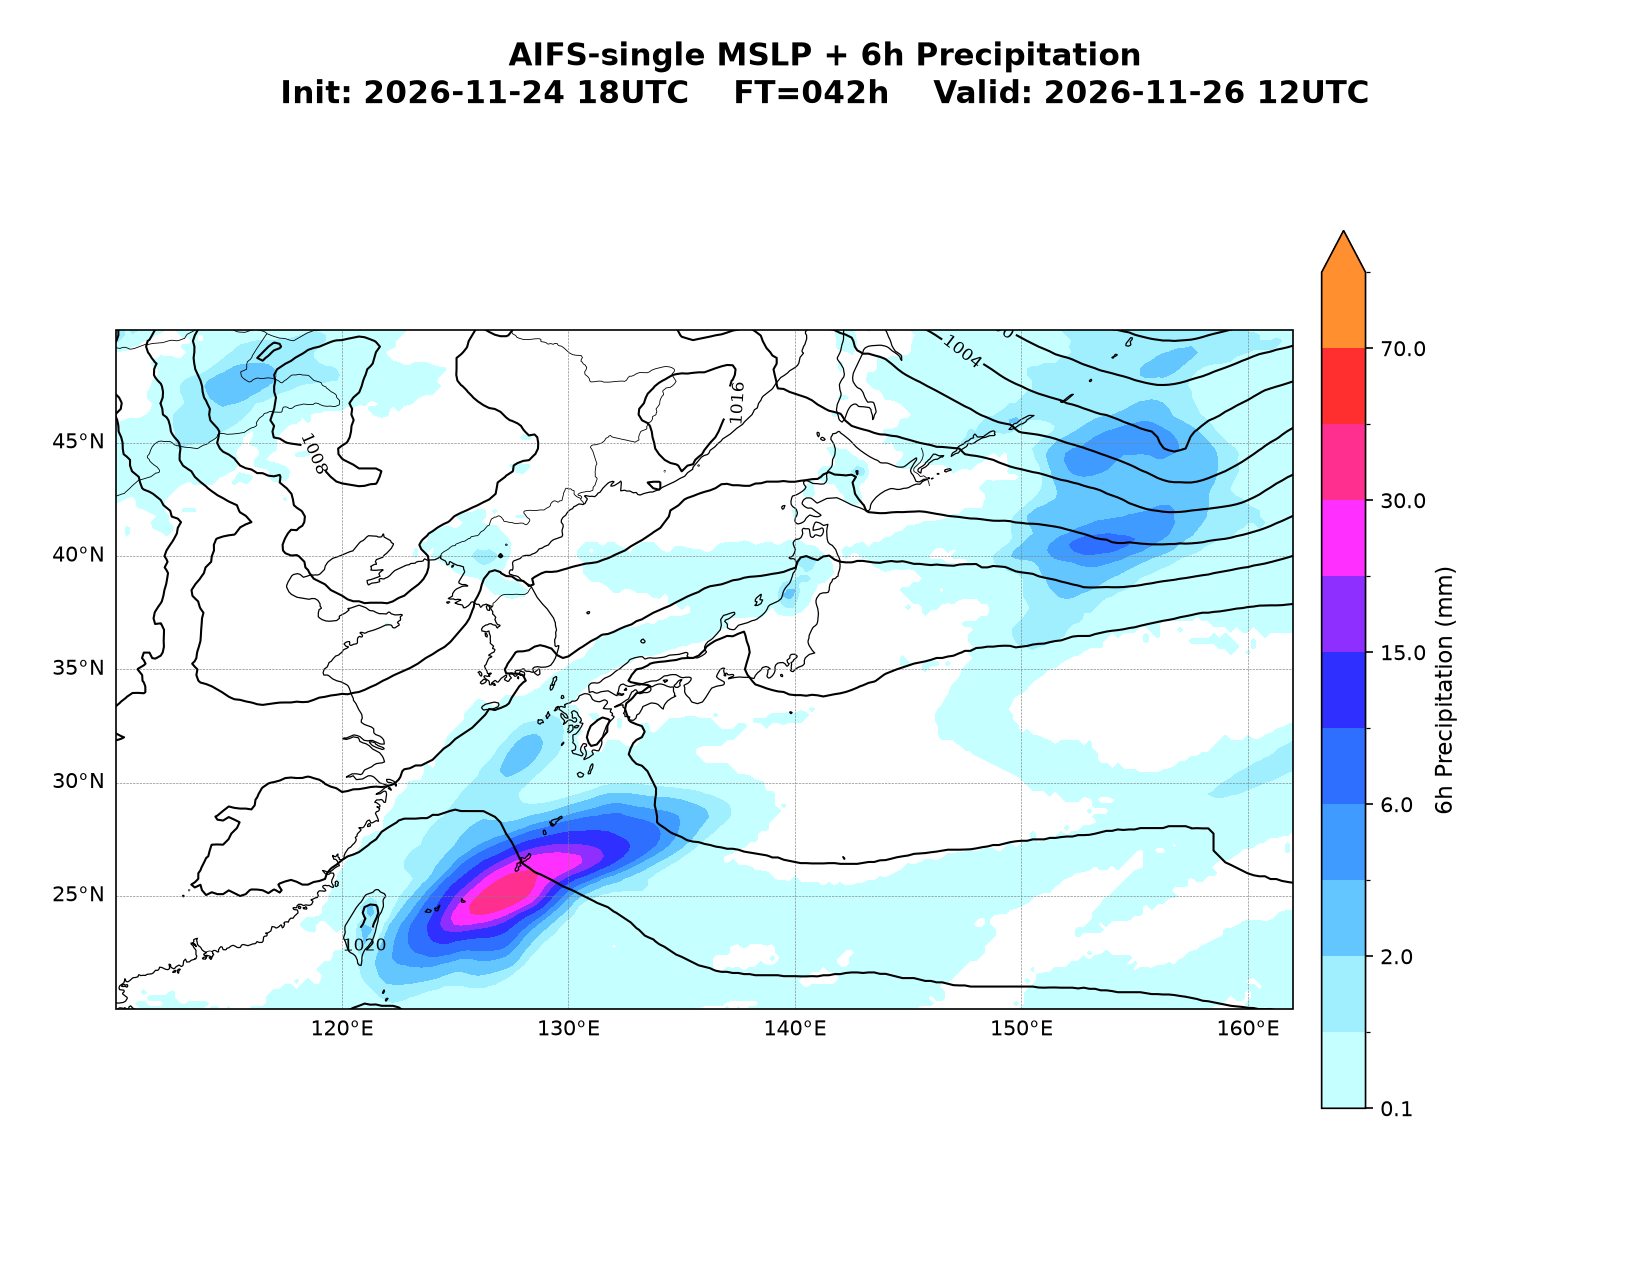 AIFS-single MSLP + 6h Precipitation
Init: 2026-11-24 18UTC    FT=042h    Valid: 2026-11-26 12UTC
1004
1016
1008
1020
45°N
40°N
35°N
30°N
25°N
120°E
130°E
140°E
150°E
160°E
70.0
30.0
15.0
6.0
2.0
0.1
6h Precipitation (mm)